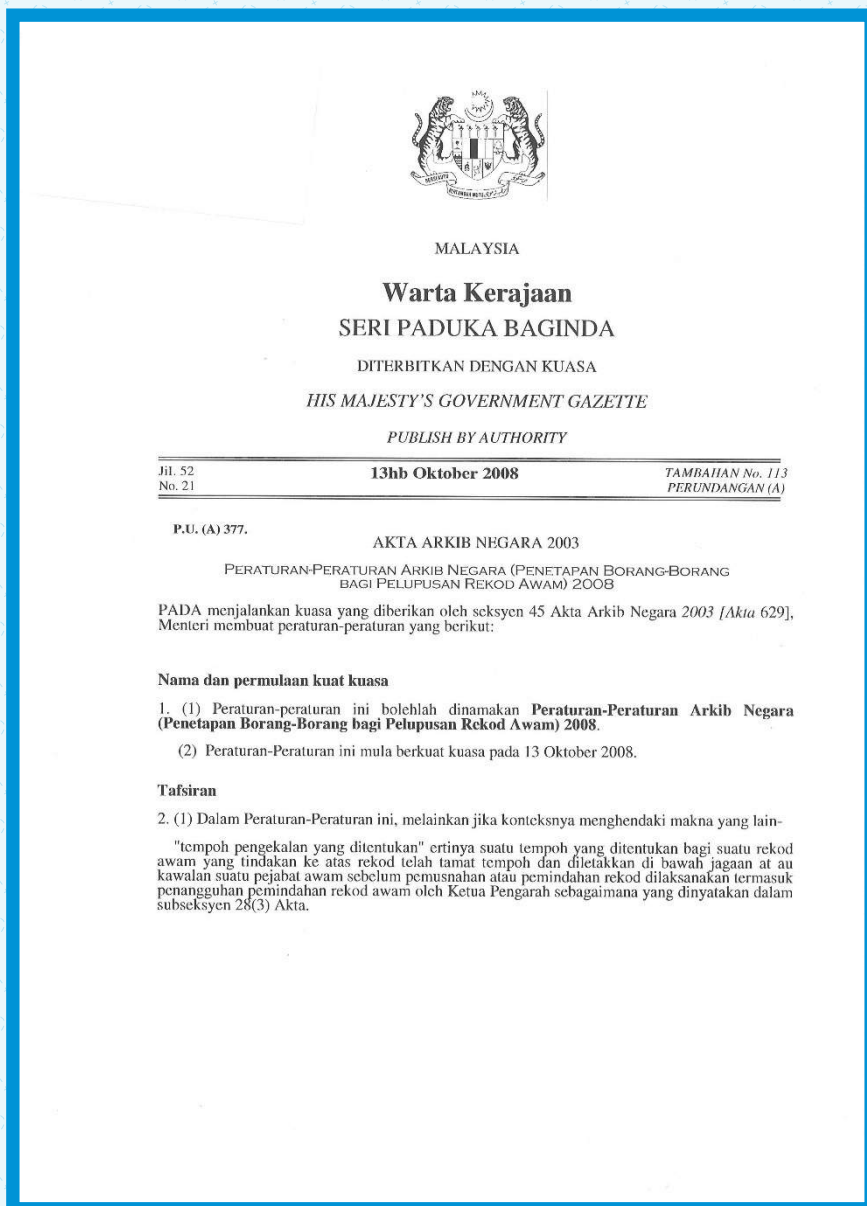 MALAYSIA
Warta Kerajaan
SERI PADUKA BAGINDA
DITERBITKAN DENGAN KUASA
HIS MAJESTY'S GOVERNMENT GAZETTE
PUBLISH BY AUTHORITY
Jil. 52
No. 21
13hb Oktober 2008
TAMBAHAN No. 113
PERUNDANGAN (A)
P.U. (A) 377.
AKTA ARKIB NEGARA 2003
PERATURAN-PERATURAN ARKIB NEGARA (PENETAPAN BORANG-BORANG
BAGI PELUPUSAN REKOD AWAM) 2008
PADA menjalankan kuasa yang diberikan oleh seksyen 45 Akta Arkib Negara 2003 [Akta 629],
Menteri membuat peraturan-peraturan yang berikut:
Nama dan permulaan kuat kuasa
1. (1) Peraturan-peraturan ini bolehlah dinamakan Peraturan-Peraturan Arkib Negara
(Penetapan Borang-Borang bagi Pelupusan Rekod Awam) 2008.
(2) Peraturan-Peraturan ini mula berkuat kuasa pada 13 Oktober 2008.
Tafsiran
2. (1) Dalam Peraturan-Peraturan ini, melainkan jika konteksnya menghendaki makna yang lain-
"tempoh pengekalan yang ditentukan" ertinya suatu tempoh yang ditentukan bagi suatu rekod
awam yang tindakan ke atas rekod telah tamat tempoh dan diletakkan di bawah jagaan at au
kawalan suatu pejabat awam sebelum pemusnahan atau pemindahan rekod dilaksanakan termasuk
penangguhan pemindahan rekod awam oleh Ketua Pengarah sebagaimana yang dinyatakan dalam
subseksyen 28(3) Akta.